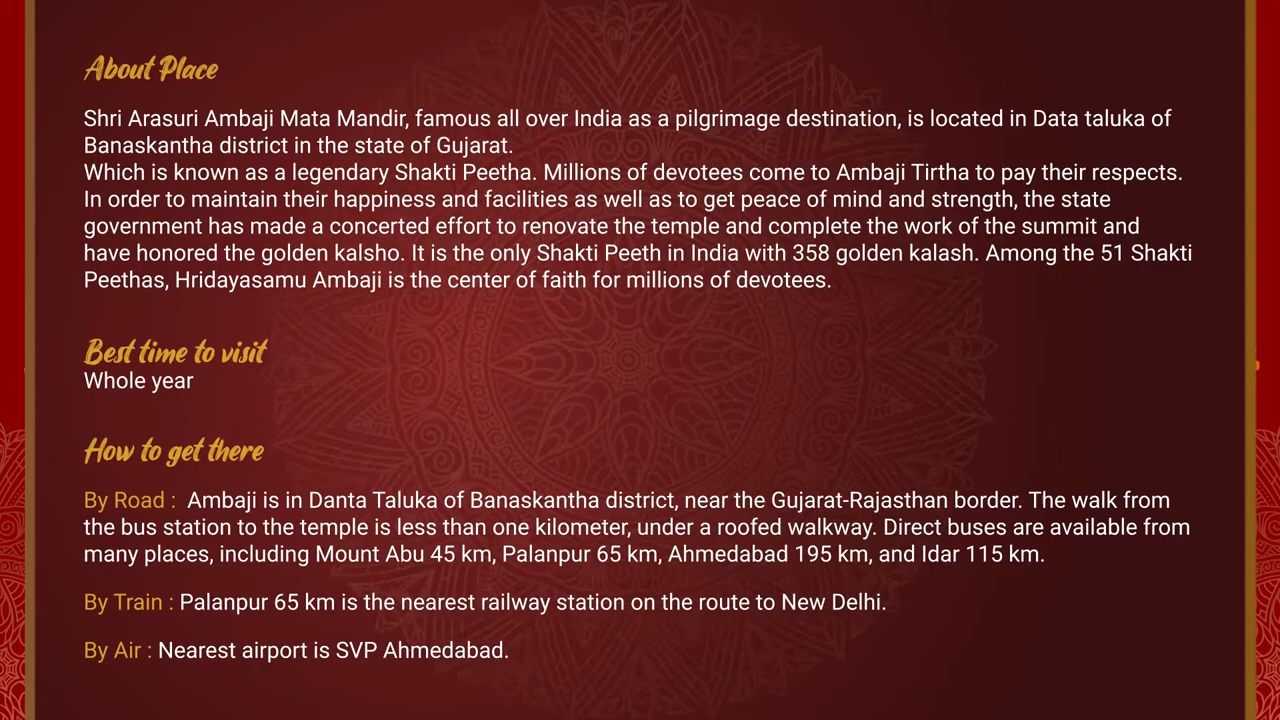 About Place
Shri Arasuri Ambaji Mata Mandir, famous all over India as a pilgrimage destination, is located in Data taluka of
Banaskantha district in the state of Gujarat.
Which is known as a legendary Shakti Peetha. Millions of devotees come to Ambaji Tirtha to pay their respects.
In order to maintain their happiness and facilities as well as to get peace of mind and strength, the state
government has made a concerted effort to renovate the temple and complete the work of the summit and
have honored the golden kalsho. It is the only Shakti Peeth in India with 358 golden kalash. Among the 51 Shakti
Peethas, Hridayasamu Ambaji is the center of faith for millions of devotees.
Best time to visit
Whole year
How to get there
By Road : Ambaji is in Danta Taluka of Banaskantha district, near the Gujarat-Rajasthan border. The walk from
the bus station to the temple is less than one kilometer, under a roofed walkway. Direct buses are available from
many places, including Mount Abu 45 km, Palanpur 65 km, Ahmedabad 195 km, and Idar 115 km.
By Train : Palanpur 65 km is the nearest railway station on the route to New Delhi.
By Air : Nearest airport is SVP Ahmedabad.